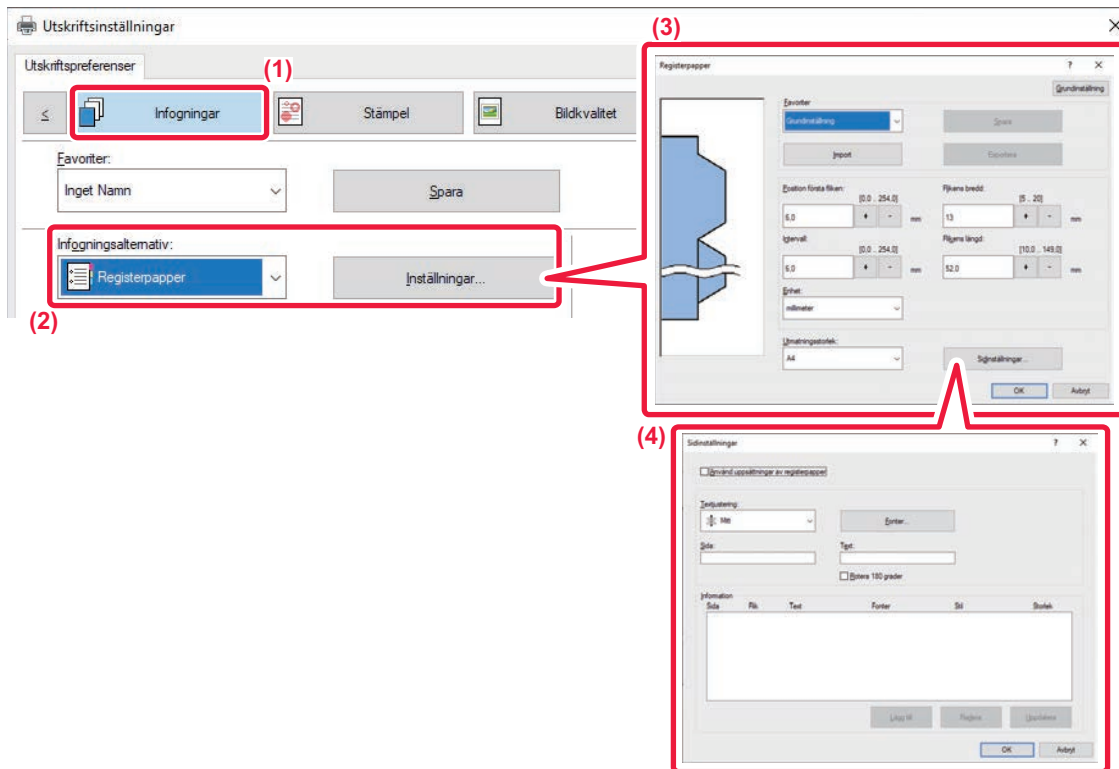 Utskriftsinställningar
Utskriftspreferenser
(1)
Infogningar
Stämpel
Bildkvalitet
Favoriter:
Inget Namn
Spara
Infogningsalternativ:
Registerpapper
Inställningar...
(2)
(3)
Registerpapper
Grundinställning
Favoriter
Grundinställning
Spara
Import
Exportera
Position första fliken:
[0,0 .. 254,0]
6,0
+ -
mm
Flikens bredd:
[5 .. 20]
13
+ -
mm
Intervall:
[0,0 .. 254,0]
6,0
+ -
mm
Flikens längd:
[10,0 .. 149,0]
52,0
+ -
mm
Enhet:
millimeter
Utmatningsstorlek:
A4
Sidinställningar...
OK
Avbryt
(4)
Sidinställningar
Använd uppsättningar av registerpapper
Textjustering:
Mitt
Fonter...
Sida:
Text:
Rotera 180 grader
Information
Sida Flik Text Fonter Stil Storlek
Lägg till
Uppdatera
OK
Avbryt